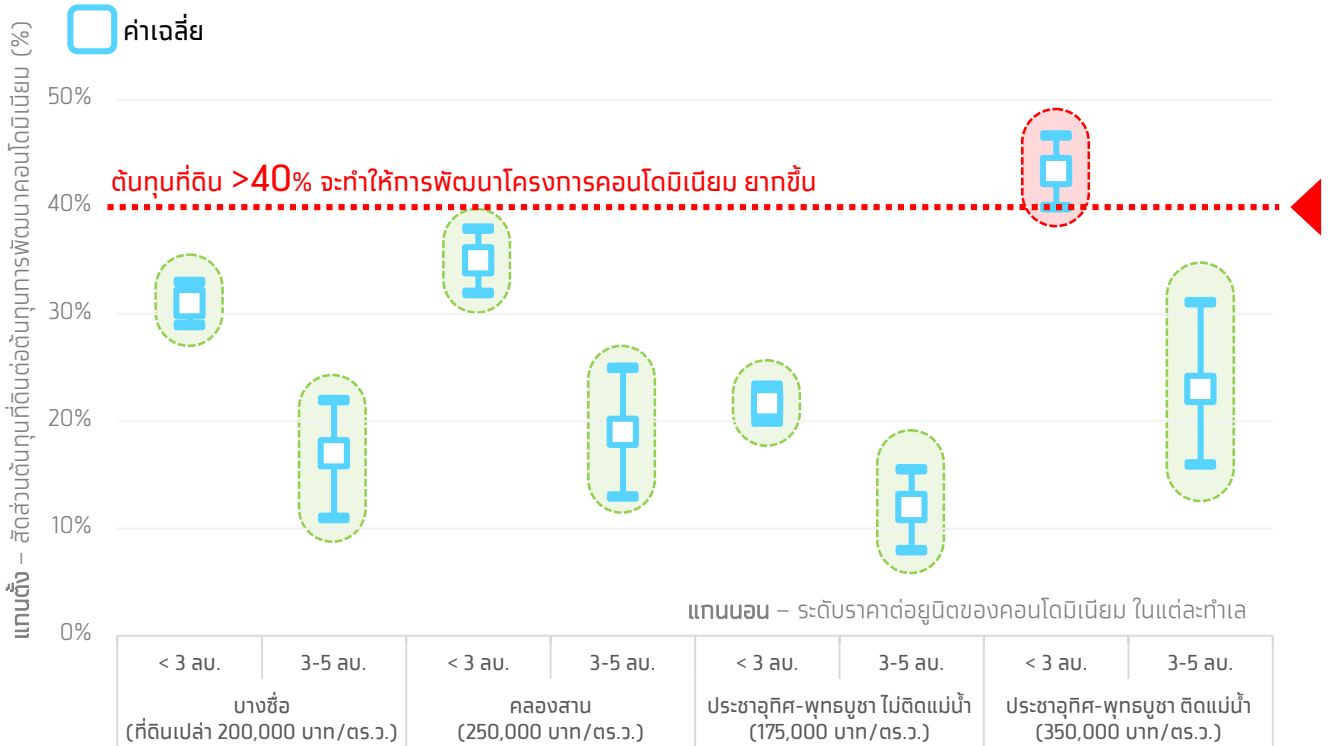 ค่าเฉลี่ย
แกนตั้ง – สัดส่วนต้นทุนที่ดินต่อต้นทุนการพัฒนาคอนโดมิเนียม (%)
50%
ต้นทุนที่ดิน >40% จะทำให้การพัฒนาโครงการคอนโดมิเนียม ยากขึ้น
40%
30%
20%
10%
แกนนอน – ระดับราคาต่อยูนิตของคอนโดมิเนียม ในแต่ละทำเล
0%
< 3 ลบ. 3-5 ลบ. < 3 ลบ. 3-5 ลบ. < 3 ลบ. 3-5 ลบ. < 3 ลบ. 3-5 ลบ.
บางซื่อ คลองสาน ประชาอุทิศ-พุทธบูชา ไม่ติดแม่น้ำ ประชาอุทิศ-พุทธบูชา ติดแม่น้ำ
(ที่ดินเปล่า 200,000 บาท/ตร.ว.) (250,000 บาท/ตร.ว.) (175,000 บาท/ตร.ว.) (350,000 บาท/ตร.ว.)